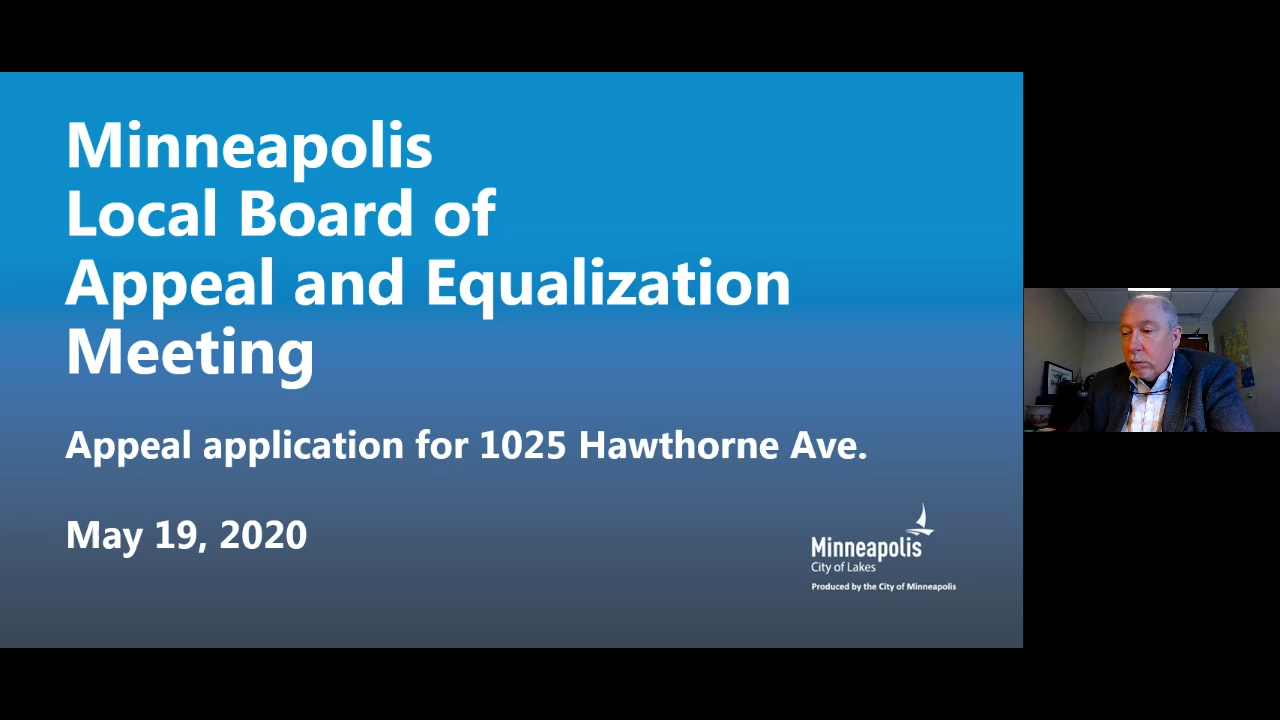 Minneapolis
Local Board of
Appeal and Equalization
Meeting
Appeal application for 1025 Hawthorne Ave.
May 19, 2020
Minneapolis
City of Lakes
Produced by the City of Minneapolis